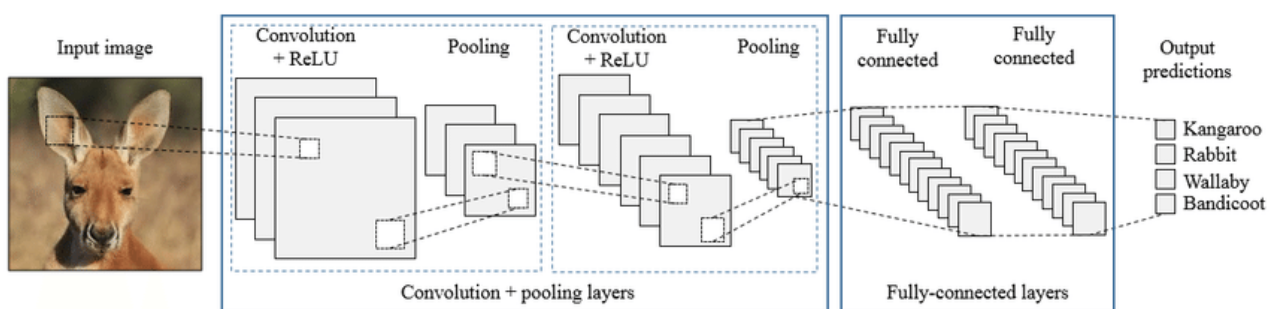 Input image
Convolution
+ ReLU
Pooling
Convolution
+ ReLU
Pooling
Fully
connected
Fully
connected
Output
predictions
Kangaroo
Rabbit
Wallaby
Bandicoot
Convolution + pooling layers
Fully-connected layers